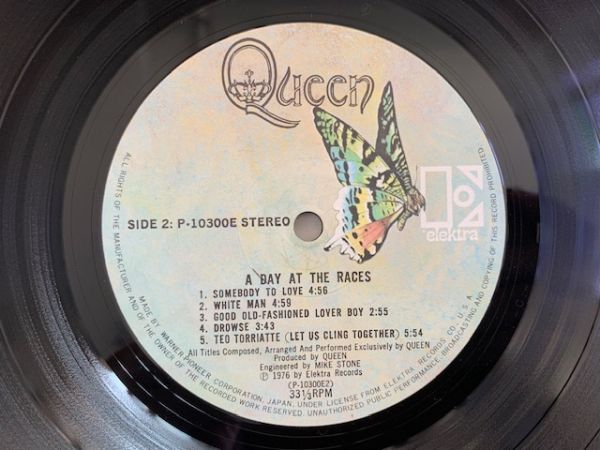 Queen
elektra
SIDE 2: P-10300E STEREO
A DAY AT THE RACES
1. SOMEBODY TO LOVE 4:56
2. WHITE MAN 4:59
3. GOOD OLD-FASHIONED LOVER BOY 2:55
4. DROWSE 3:43
5. TEO TORRIATTE (LET US CLING TOGETHER) 5:54
All Titles Composed, Arranged And Performed Exclusively by QUEEN
Produced by QUEEN
Engineered by MIKE STONE
Ⓟ 1976 by Elektra Records
(P-10300E2)
33⅓RPM
ALL RIGHTS OF THE MANUFACTURER AND OF THE OWNER OF THE RECORDED WORK RESERVED. UNAUTHORIZED PUBLIC PERFORMANCE, BROADCASTING AND COPYING OF THIS RECORD PROHIBITED.
MADE BY WARNER-PIONEER CORPORATION, JAPAN, UNDER LICENSE FROM ELEKTRA RECORDS CO., U.S.A.